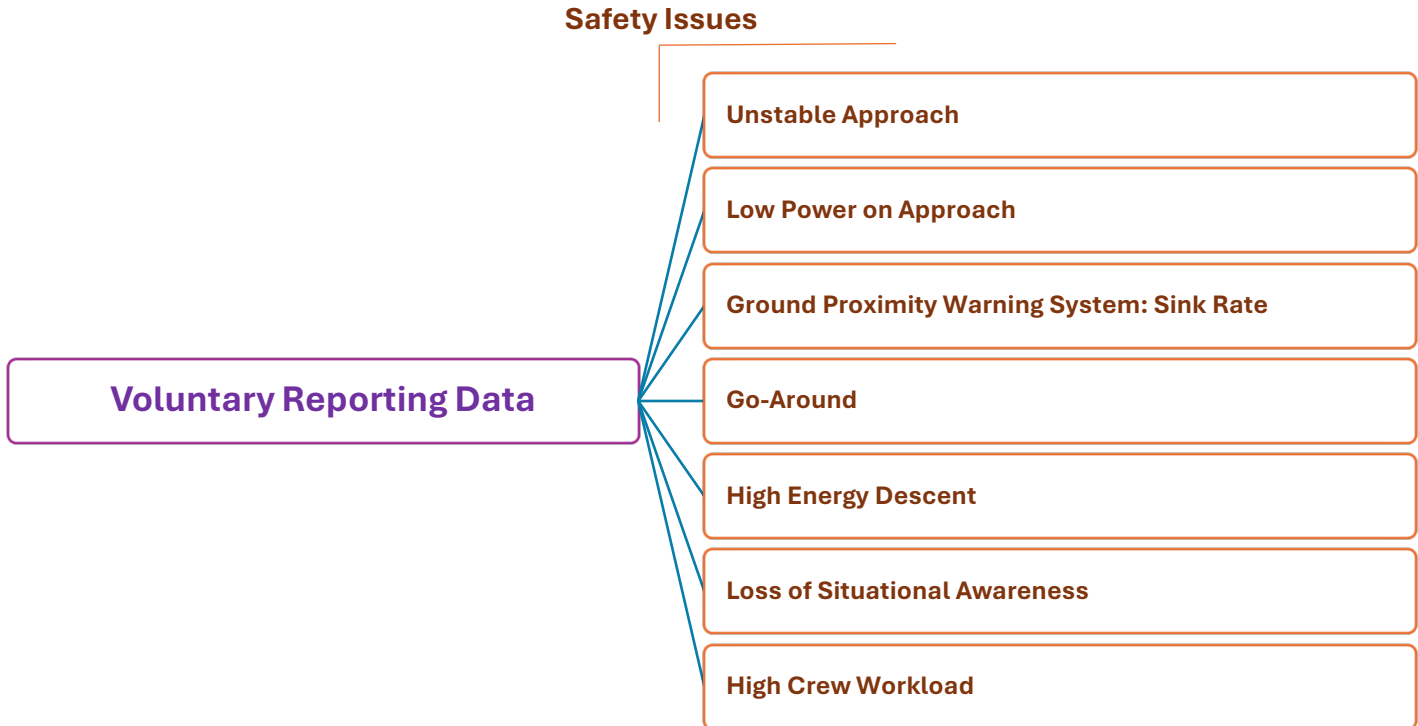 Safety Issues
Unstable Approach
Low Power on Approach
Ground Proximity Warning System: Sink Rate
Voluntary Reporting Data
Go-Around
High Energy Descent
Loss of Situational Awareness
High Crew Workload